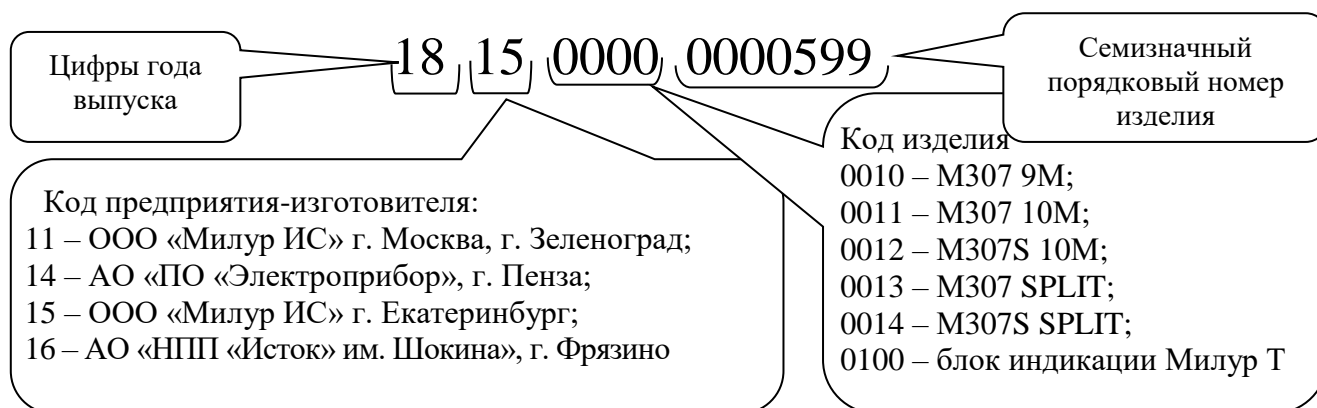 18 15 0000 0000599
Цифры года
выпуска
Семизначный
порядковый номер
изделия
Код предприятия-изготовителя:
11 – ООО «Милур ИС» г. Москва, г. Зеленоград;
14 – АО «ПО «Электроприбор», г. Пенза;
15 – ООО «Милур ИС» г. Екатеринбург;
16 – АО «НПП «Исток» им. Шокина», г. Фрязино
Код изделия
0010 – М307 9М;
0011 – М307 10М;
0012 – М307S 10М;
0013 – М307 SPLIT;
0014 – М307S SPLIT;
0100 – блок индикации Милур Т